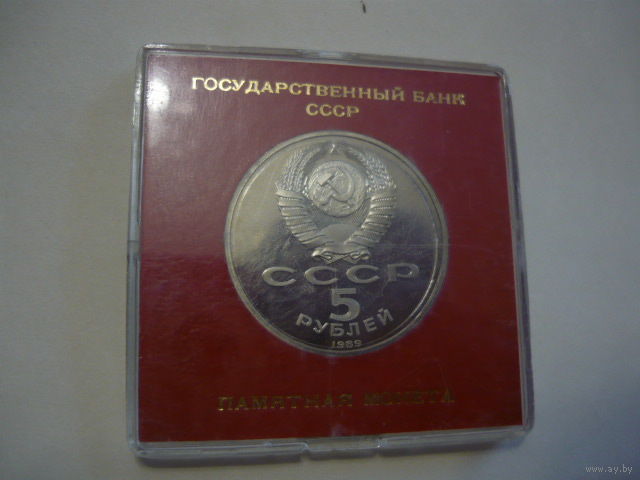 ГОСУДАРСТВЕННЫЙ БАНК
СССР
СССР
5
РУБЛЕЙ
1989
ПАМЯТНАЯ МОНЕТА
www.ay.by